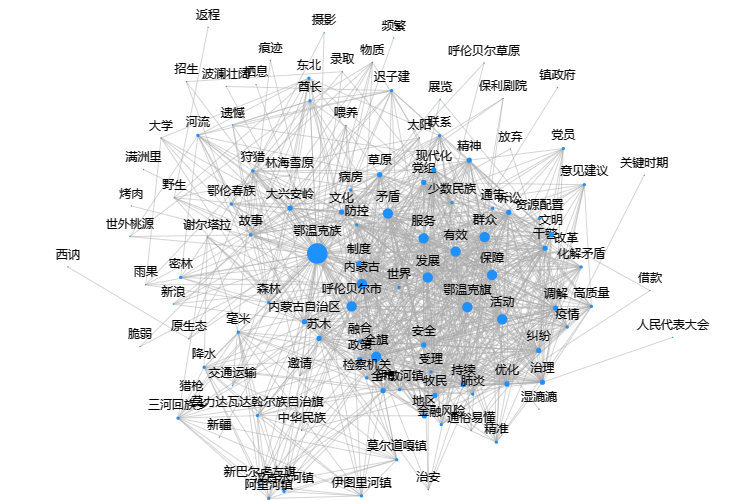 返程
摄影
频繁
痕迹
物质
呼伦贝尔草原
招生
波澜壮阔
栖息
东北
录取
迟子建
镇政府
酋长
展览
保利剧院
大学
河流
遗憾
喂养
太阳
联系
放弃
党员
满洲里
狩猎
林海雪原
草原
现代化
精神
党组
意见建议
关键时期
烤肉
野生
鄂伦春族
大兴安岭
病房
文化
矛盾
少数民族
通告
诉讼
资源配置
世外桃源
谢尔塔拉
故事
防控
服务
群众
文明
鄂温克族
制度
有效
干警
改革
西讷
雨果
密林
内蒙古
世界
发展
保障
化解矛盾
新浪
森林
呼伦贝尔市
鄂温克旗
调解
高质量
借款
脆弱
原生态
毫米
内蒙古自治区
苏木
融合
安全
活动
疫情
人民代表大会
降水
邀请
政策
全旗
受理
纠纷
猎枪
交通运输
检察机关
牧民
持续
肺炎
优化
治理
三河回族乡
莫力达瓦达斡尔族自治旗
地区
湿漉漉
新疆
中华民族
金融风险
通俗易懂
精准
莫尔道嘎镇
新巴尔虎左旗
阿里河镇
伊图里河镇
治安